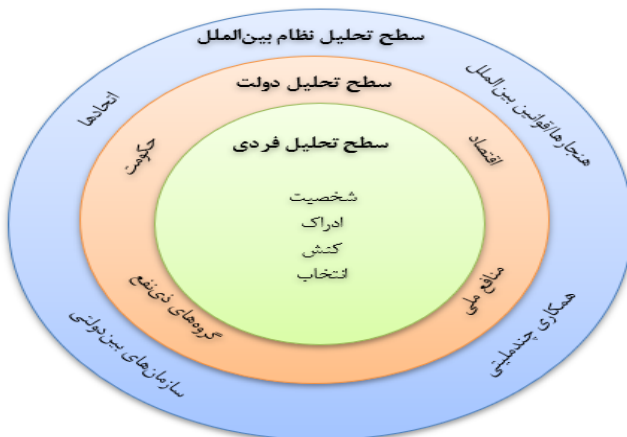 سطح تحلیل نظام بین‌الملل
هنجارها/قوانین بین‌الملل
اتحادها
همکاری چندملیتی
سازمان‌های بین‌دولتی
سطح تحلیل دولت
اقتصاد
حکومت
منافع ملی
گروه‌های ذی‌نفع
سطح تحلیل فردی
شخصیت
ادراک
کنش
انتخاب